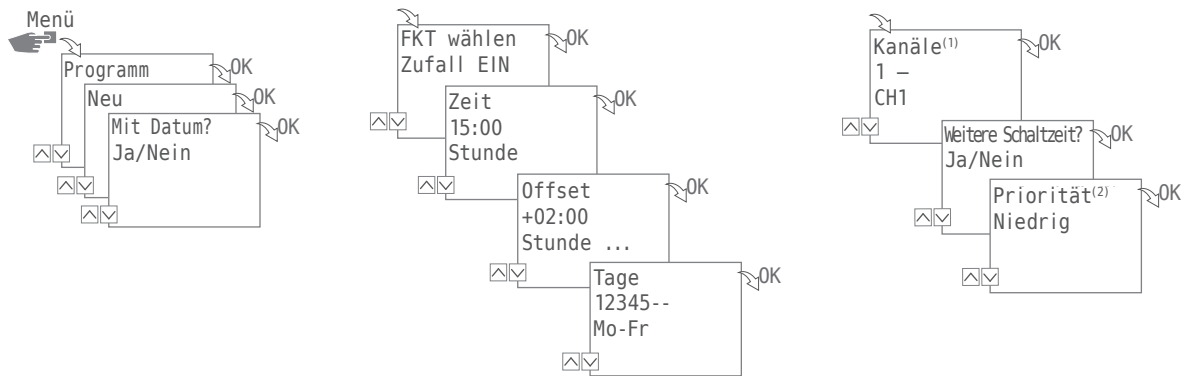 Menü
Programm
OK
Neu
OK
Mit Datum?
Ja/Nein
OK
FKT wählen
Zufall EIN
OK
Zeit
15:00
Stunde
OK
Offset
+02:00
Stunde ...
OK
Tage
12345--
Mo-Fr
OK
Kanäle(1)
1 –
CH1
OK
Weitere Schaltzeit?
Ja/Nein
OK
Priorität(2)
Niedrig
OK